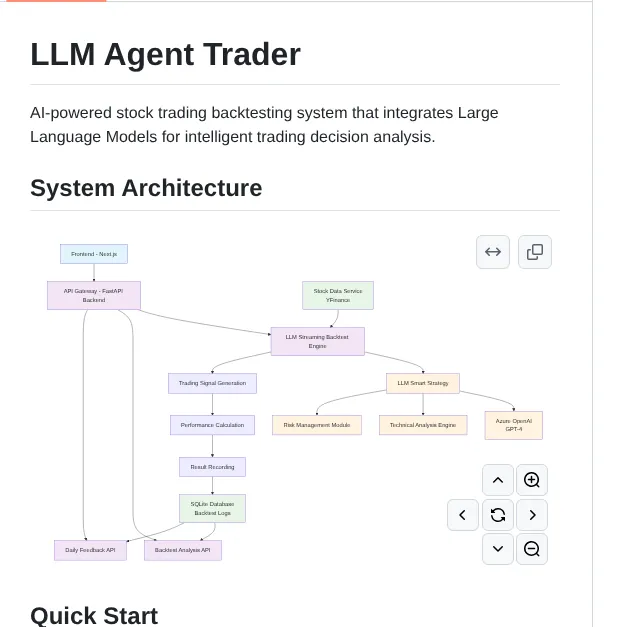 LLM Agent Trader
AI-powered stock trading backtesting system that integrates Large
Language Models for intelligent trading decision analysis.
System Architecture
Frontend - Next.js
API Gateway - FastAPI
Backend
Stock Data Service
YFinance
LLM Streaming Backtest
Engine
Trading Signal Generation
LLM Smart Strategy
Performance Calculation
Risk Management Module
Technical Analysis Engine
Azure OpenAI
GPT-4
Result Recording
SQLite Database
Backtest Logs
Daily Feedback API
Backtest Analysis API
Quick Start